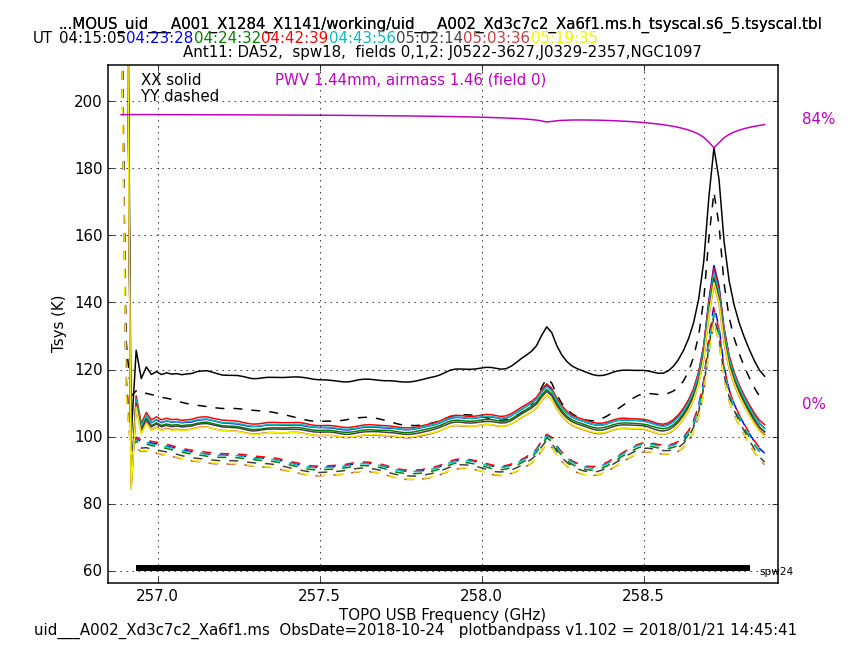 ...MOUS_uid___A001_X1284_X1141/working/uid___A002_Xd3c7c2_Xa6f1.ms.h_tsyscal.s6_5.tsyscal.tbl
UT 04:15:05 04:23:28 04:24:32 04:42:39 04:43:56 05:02:14 05:03:36 05:19:35
Ant11: DA52, spw18, fields 0,1,2: J0522-3627,J0329-2357,NGC1097
XX solid
PWV 1.44mm, airmass 1.46 (field 0)
YY dashed
200
180
160
140
120
100
80
60
Tsys (K)
84%
0%
spw24
257.0 257.5 258.0 258.5
TOPO USB Frequency (GHz)
uid___A002_Xd3c7c2_Xa6f1.ms ObsDate=2018-10-24 plotbandpass v1.102 = 2018/01/21 14:45:41